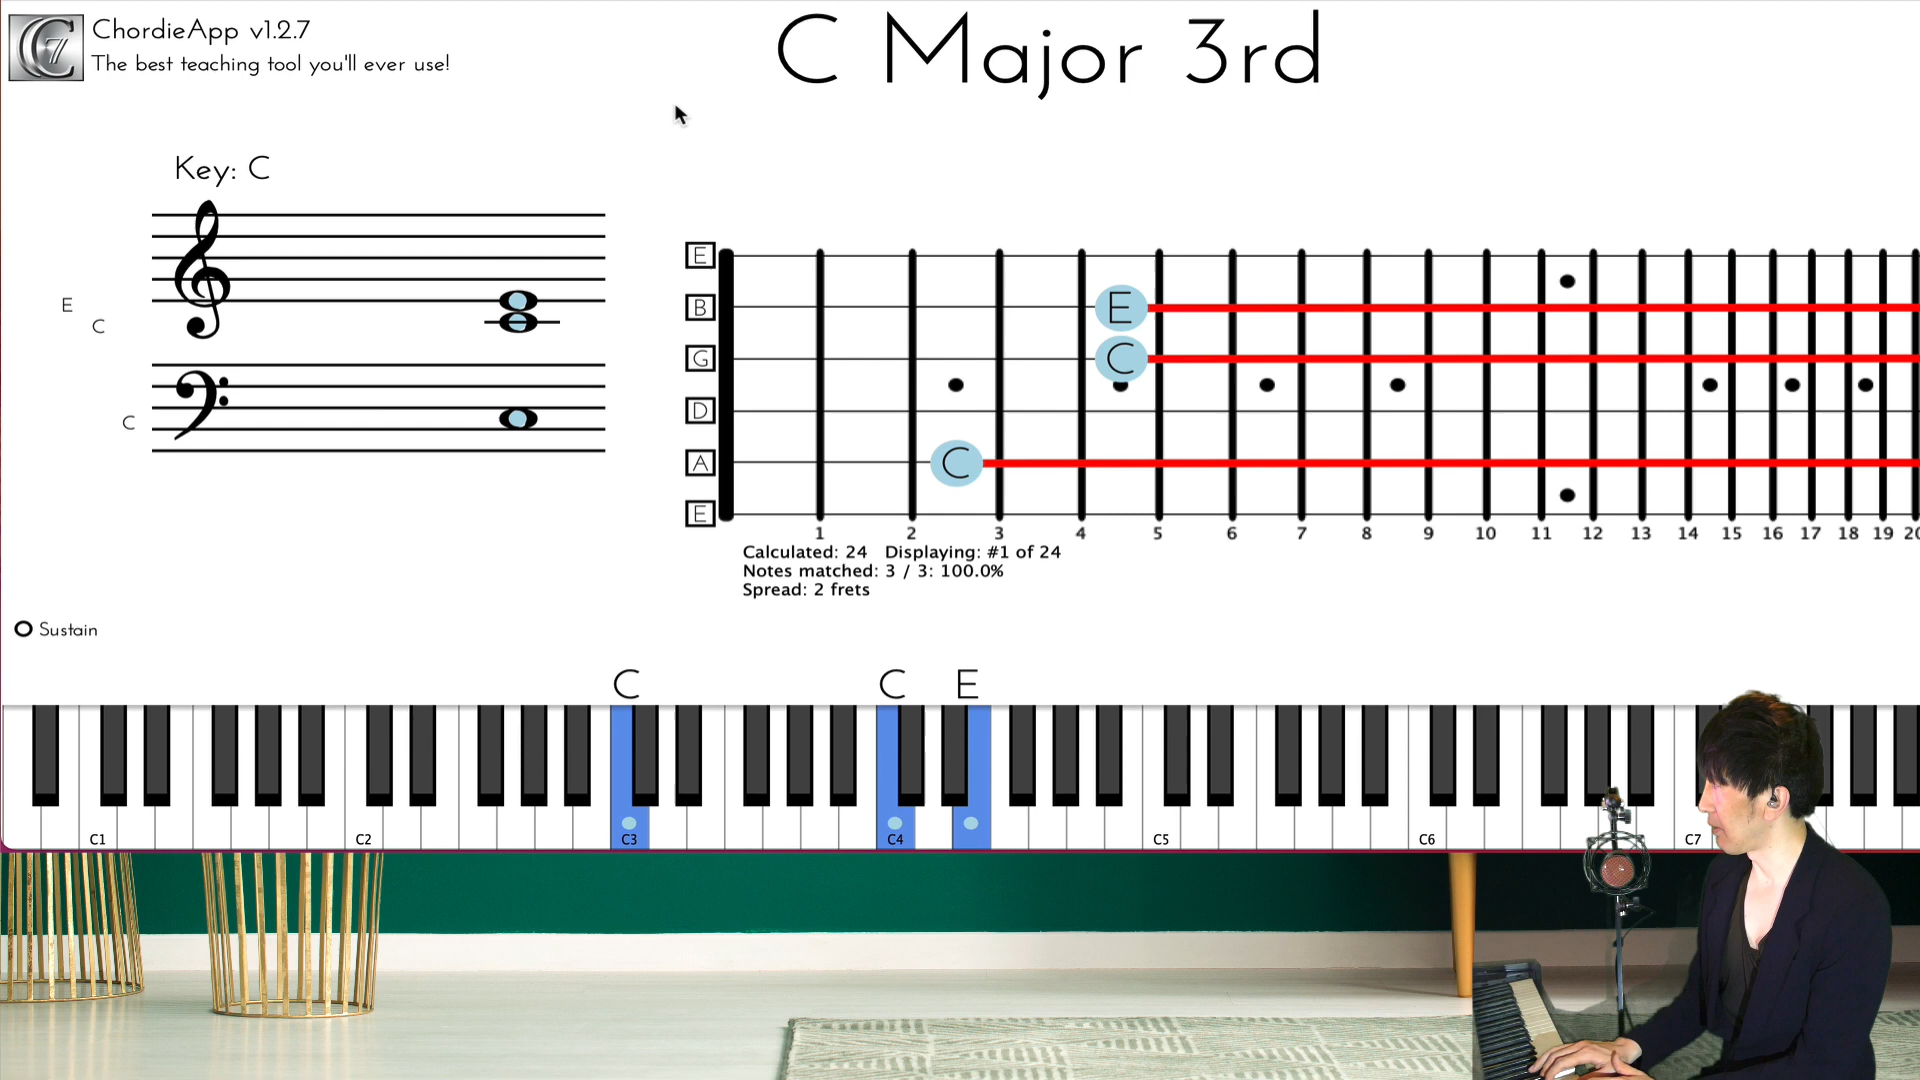 ChordieApp v1.2.7
The best teaching tool you'll ever use!
C Major 3rd
Key: C
E
C
C
E
B
G
D
A
E
E
C
C
1 2 3 4 5 6 7 8 9 10 11 12 13 14 15 16 17 18 19 20
Calculated: 24 Displaying: #1 of 24
Notes matched: 3 / 3: 100.0%
Spread: 2 frets
Sustain
C C E
C1 C2 C3 C4 C5 C6 C7